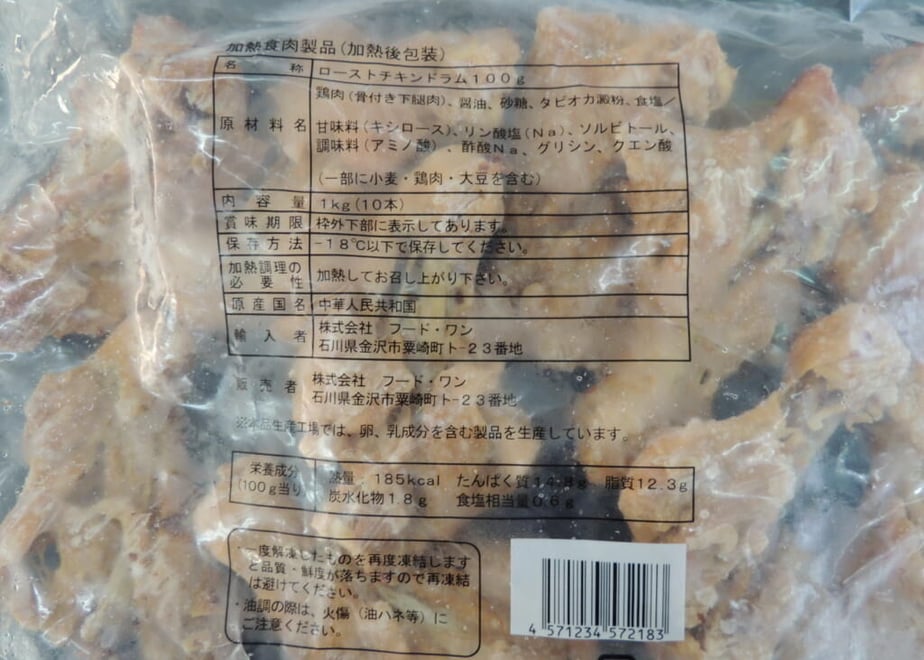 加熱食肉製品(加熱後包装)
名称 ローストチキンドラム100g
原材料名 鶏肉(骨付き下腿肉)、醤油、砂糖、タピオカ澱粉、食塩/
甘味料(キシロース)、リン酸塩(Na)、ソルビトール、
調味料(アミノ酸)、酢酸Na、グリシン、クエン酸
(一部に小麦・鶏肉・大豆を含む)
内容量 1kg(10本)
賞味期限 枠外下部に表示してあります。
保存方法 -18℃以下で保存してください。
加熱調理の
必要性 加熱してお召し上がり下さい。
原産国名 中華人民共和国
輸入者 株式会社 フード・ワン
石川県金沢市粟崎町ト-23番地
販売者 株式会社 フード・ワン
石川県金沢市粟崎町ト-23番地
※本品生産工場では、卵、乳成分を含む製品を生産しています。
栄養成分
(100g当り) 熱量 185kcal たんぱく質14.8g 脂質12.3g
炭水化物1.8g 食塩相当量0.6g
・一度解凍したものを再度凍結します
と品質・鮮度が落ちますので再凍結
は避けてください。
・油調の際は、火傷(油ハネ等)に
ご注意ください。
4 571234 572183